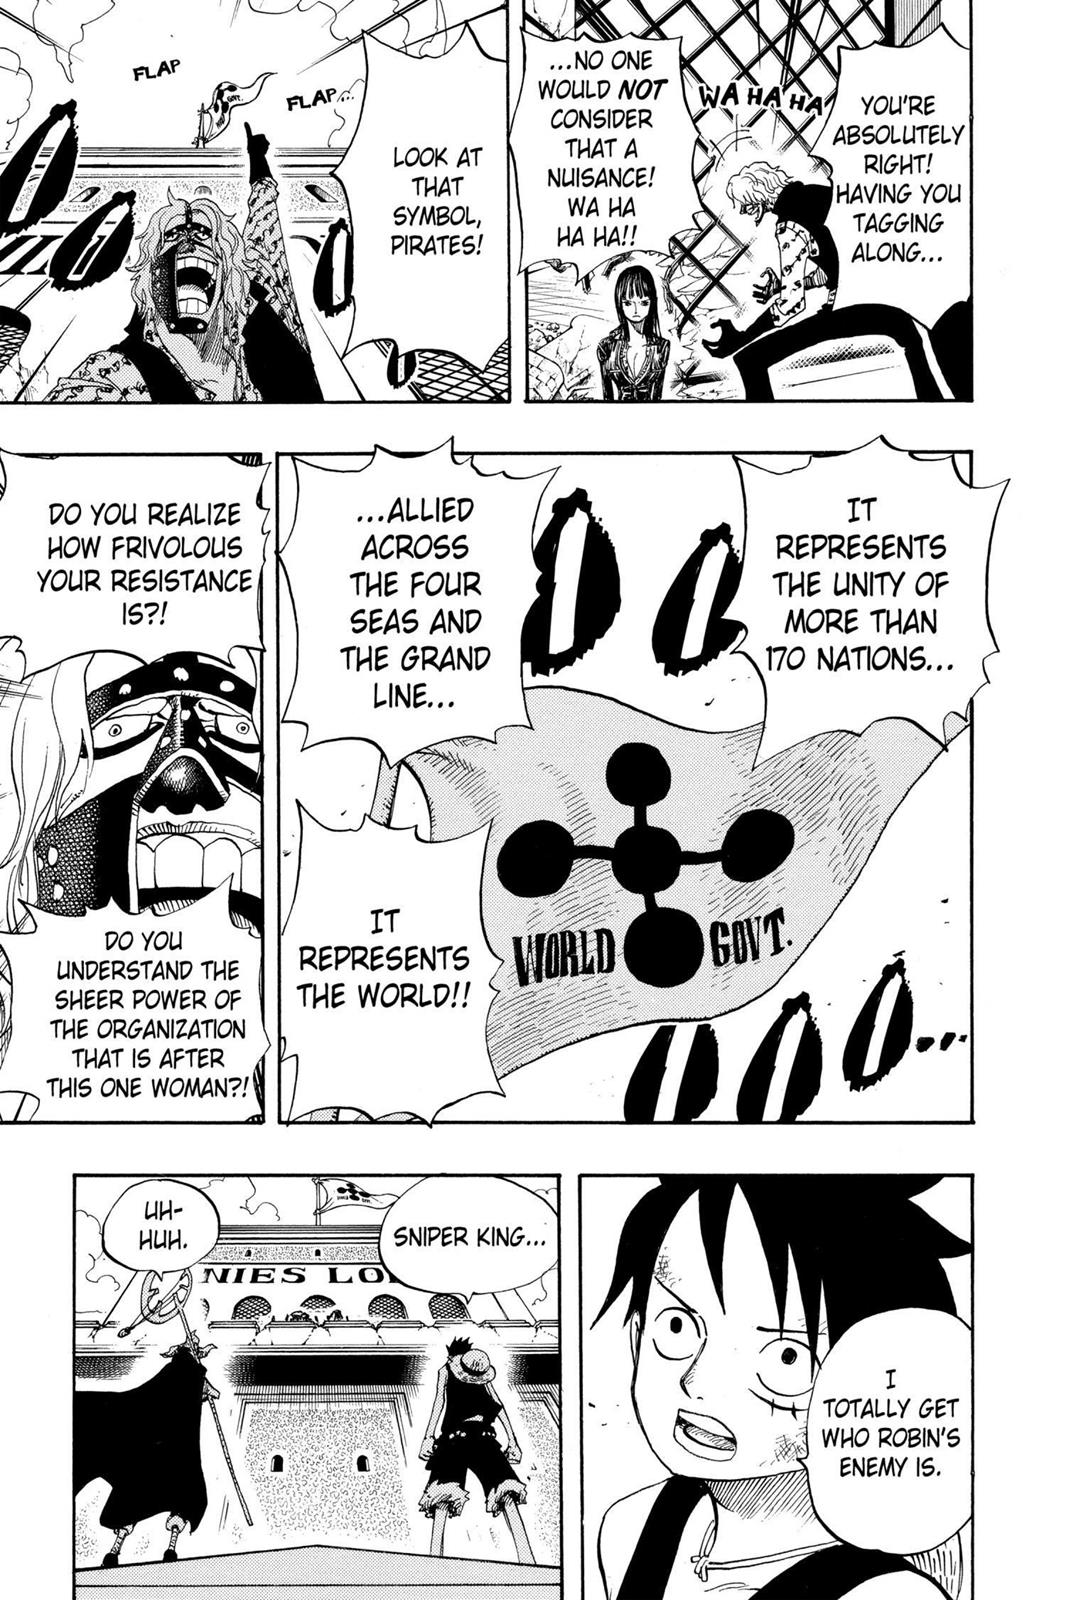 YOU'RE
ABSOLUTELY
RIGHT!
HAVING YOU
TAGGING
ALONG...
WA HA HA
...NO ONE
WOULD NOT
CONSIDER
THAT A
NUISANCE!
WA HA
HA HA!!
LOOK AT
THAT
SYMBOL,
PIRATES!
FLAP...
FLAP
IT
REPRESENTS
THE UNITY OF
MORE THAN
170 NATIONS...
...ALLIED
ACROSS
THE FOUR
SEAS AND
THE GRAND
LINE...
WORLD GOVT.
IT
REPRESENTS
THE WORLD!!
DO YOU REALIZE
HOW FRIVOLOUS
YOUR RESISTANCE
IS?!
DO YOU
UNDERSTAND THE
SHEER POWER OF
THE ORGANIZATION
THAT IS AFTER
THIS ONE WOMAN?!
I
TOTALLY GET
WHO ROBIN'S
ENEMY IS.
SNIPER KING...
UH-
HUH.
NIES LO